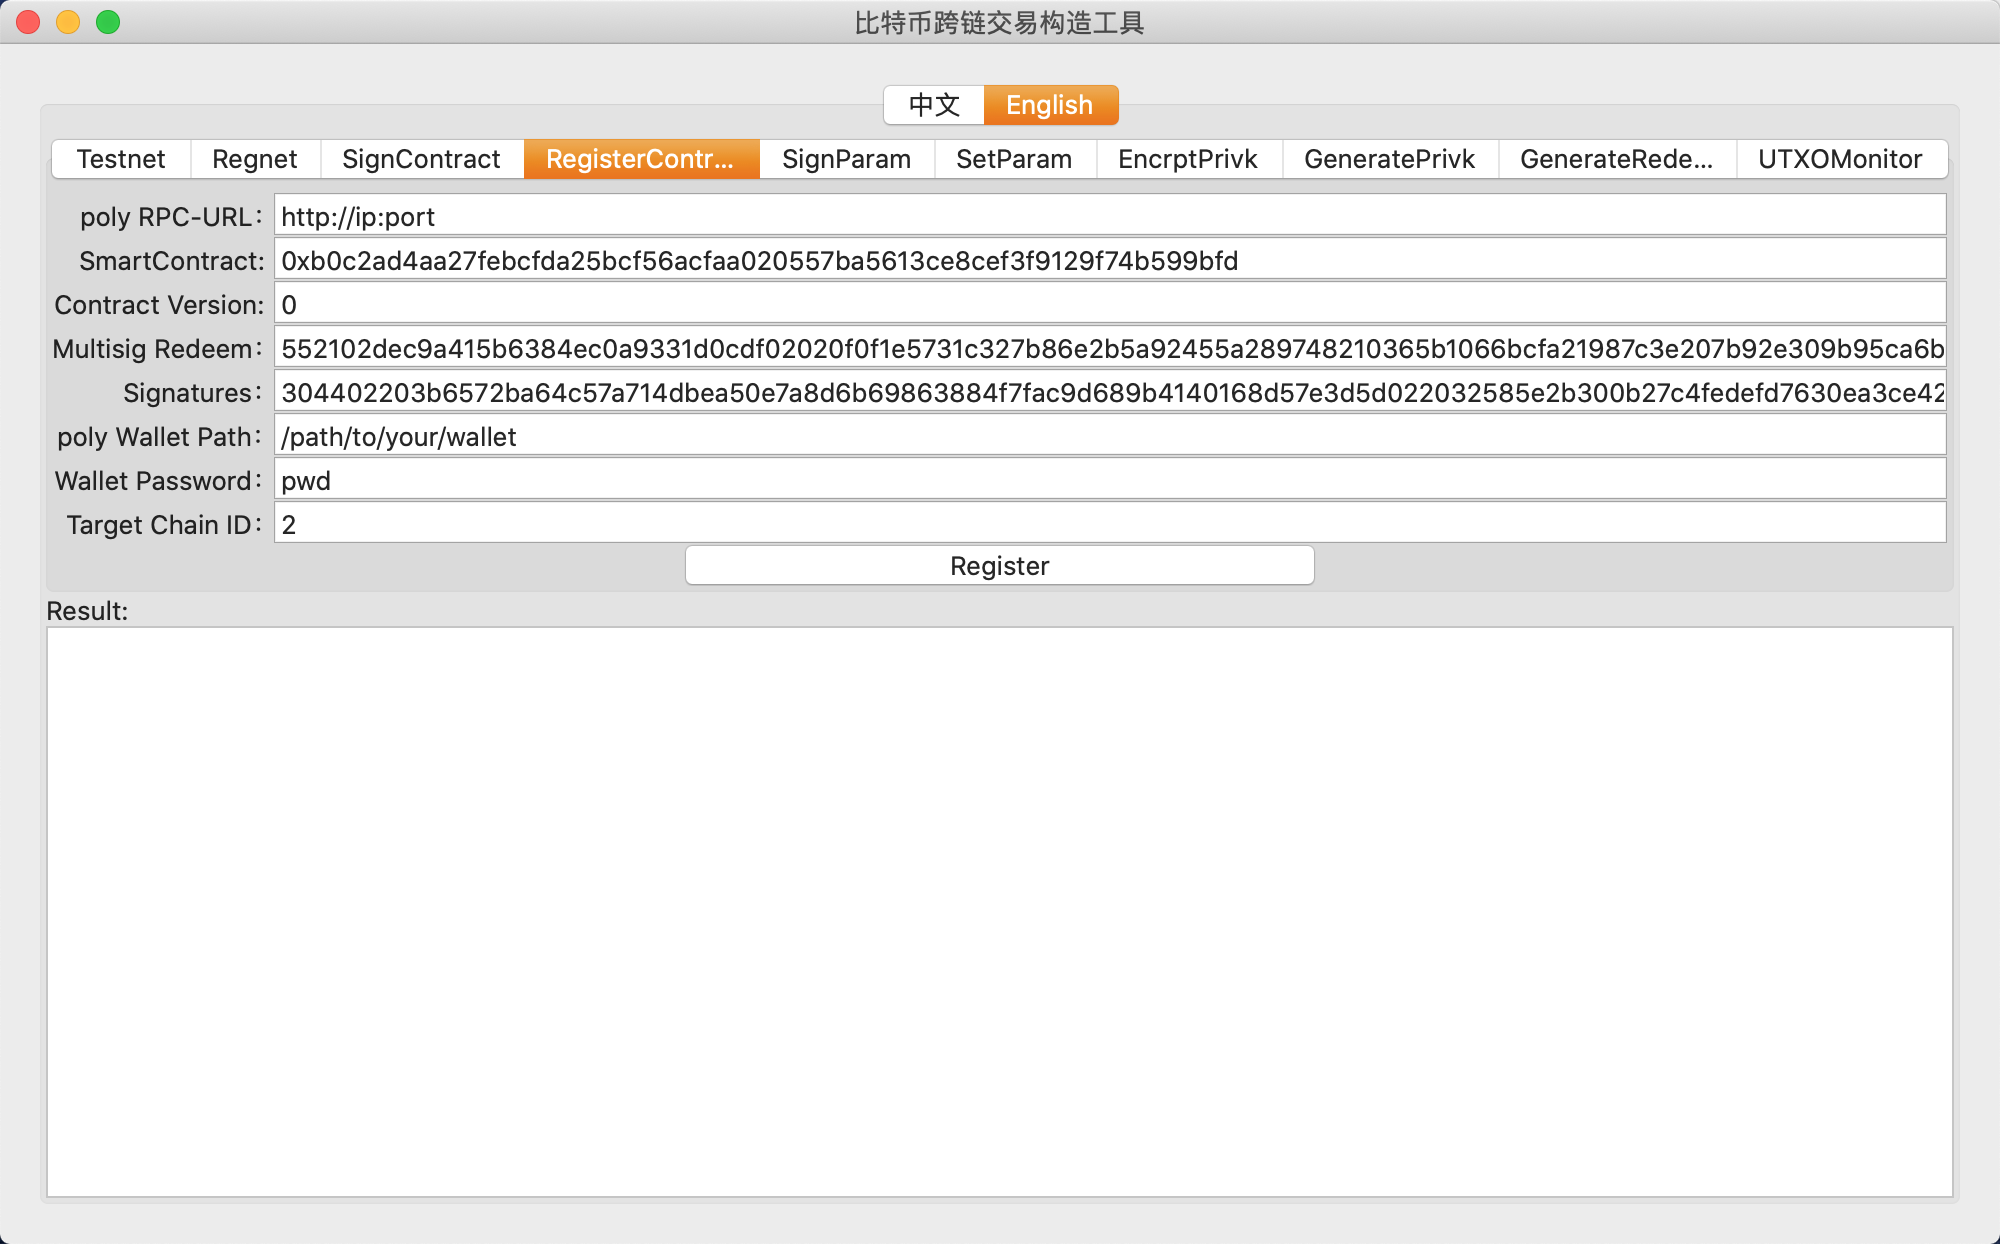 比特币跨链交易构造工具
中文 English
Testnet Regnet SignContract RegisterContr... SignParam SetParam EncrptPrivk GeneratePrivk GenerateRede... UTXOMonitor
poly RPC-URL: http://ip:port
SmartContract: 0xb0c2ad4aa27febcfda25bcf56acfaa020557ba5613ce8cef3f9129f74b599bfd
Contract Version: 0
Multisig Redeem: 552102dec9a415b6384ec0a9331d0cdf02020f0f1e5731c327b86e2b5a92455a289748210365b1066bcfa21987c3e207b92e309b95ca6b
Signatures: 304402203b6572ba64c57a714dbea50e7a8d6b69863884f7fac9d689b4140168d57e3d5d022032585e2b300b27c4fedefd7630ea3ce42
poly Wallet Path: /path/to/your/wallet
Wallet Password: pwd
Target Chain ID: 2
Register
Result: